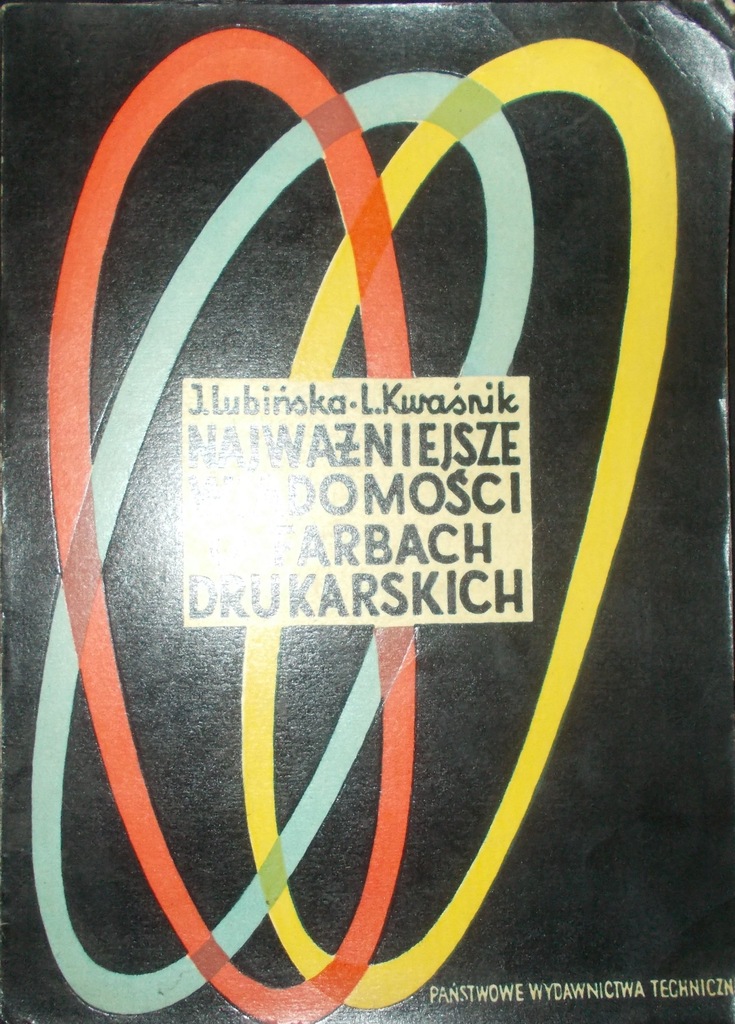 J. Lubińska • L. Kwaśnik
NAJWAŻNIEJSZE
WIADOMOŚCI
O FARBACH
DRUKARSKICH
PAŃSTWOWE WYDAWNICTWA TECHNICZN